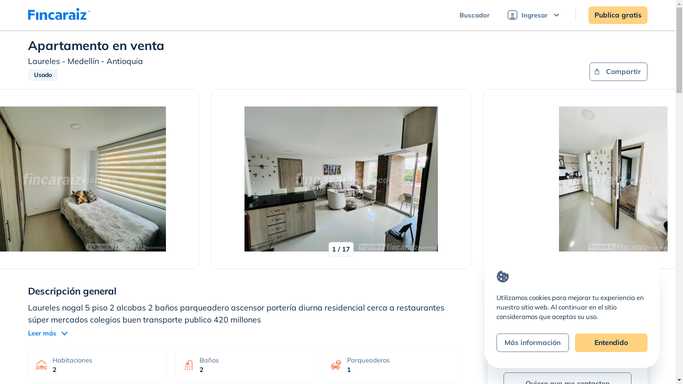 Fincaraiz
Buscador
Ingresar
Publica gratis
Apartamento en venta
Laureles - Medellín - Antioquia
Usado
Compartir
fincaraiz
fincaraiz
1 / 17
Descripción general
Laureles nogal 5 piso 2 alcobas 2 baños parqueadero ascensor portería diurna residencial cerca a restaurantes
súper mercados colegios buen transporte publico 420 millones
Leer más
Habitaciones
2
Baños
2
Parqueaderos
1
Utilizamos cookies para mejorar tu experiencia en
nuestro sitio web. Al continuar en el sitio
consideramos que aceptas su uso.
Más información
Entendido
Quiero que me contacten